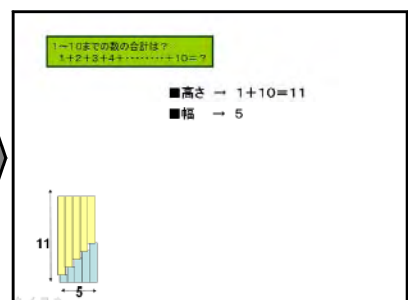 1～10までの数の合計は？
1+2+3+4+………+10=？
■高さ → 1+10=11
■幅 → 5
11
5